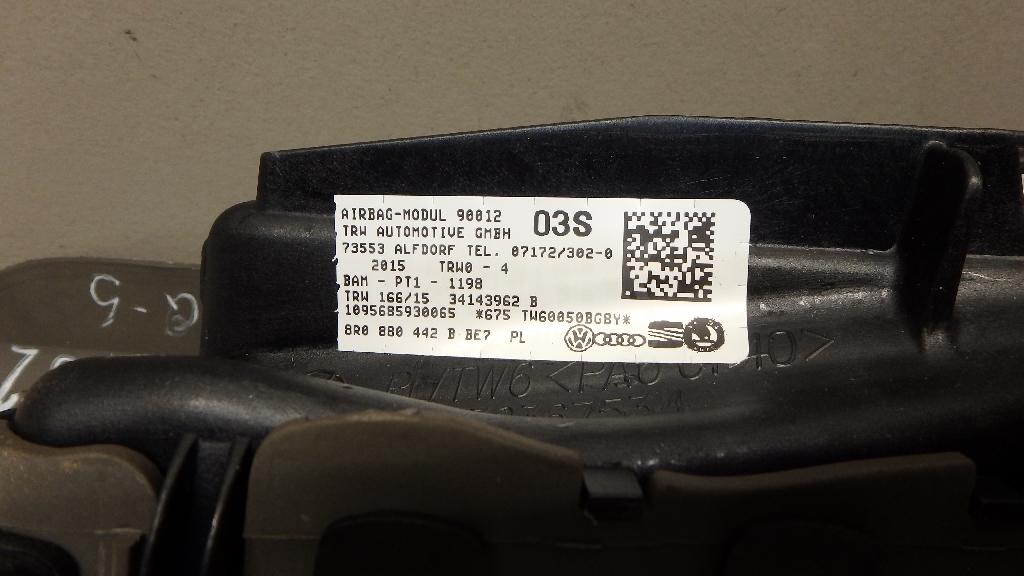 AIRBAG-MODUL 90012 03S
TRW AUTOMOTIVE GMBH
73553 ALFDORF TEL. 07172/302-0
2015 TRW0 - 4
BAM - PT1 - 1198
TRW 166/15 34143962 B
1095685930065 *675 TW60050BGBY*
8R0 880 442 B BE7 PL
Q-5